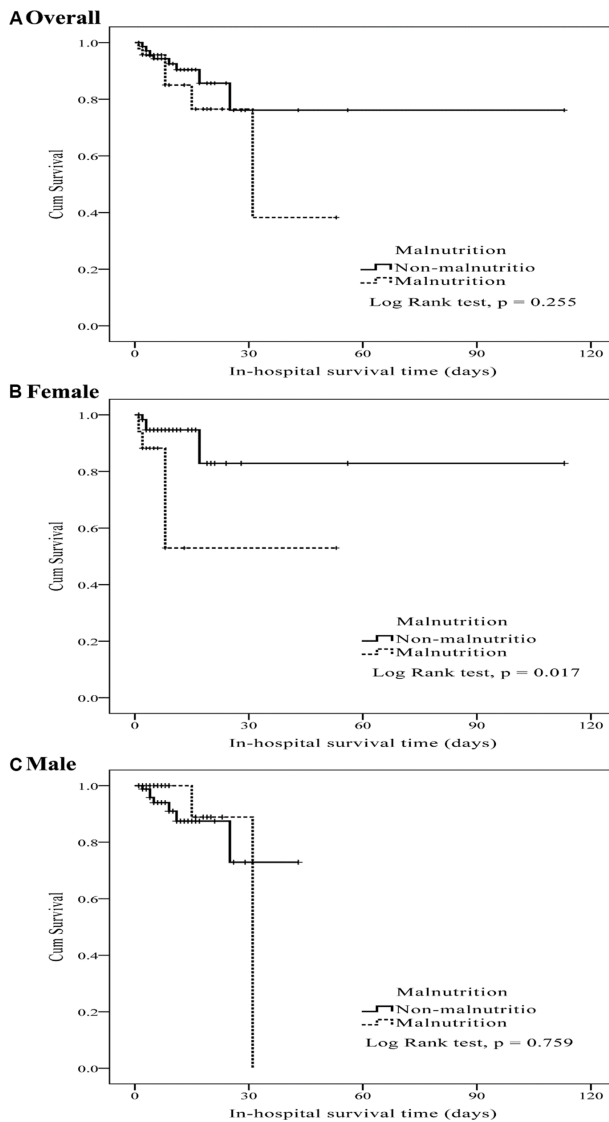 A Overall
1.0
0.8
0.6
0.4
0.2
0.0
Cum Survival
Malnutrition
Non-malnutritio
Malnutrition
Log Rank test, p = 0.255
0 30 60 90 120
In-hospital survival time (days)
B Female
1.0
0.8
0.6
0.4
0.2
0.0
Cum Survival
Malnutrition
Non-malnutritio
Malnutrition
Log Rank test, p = 0.017
0 30 60 90 120
In-hospital survival time (days)
C Male
1.0
0.8
0.6
0.4
0.2
0.0
Cum Survival
Malnutrition
Non-malnutritio
Malnutrition
Log Rank test, p = 0.759
0 30 60 90 120
In-hospital survival time (days)